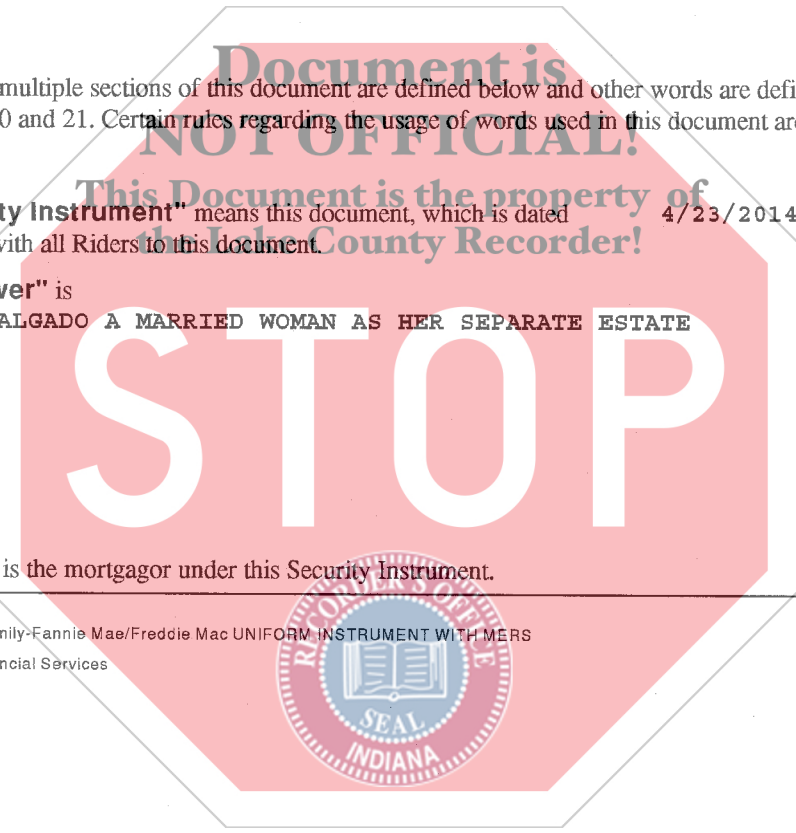 Document is
multiple sections of this document are defined below and other words are defi
0 and 21. Certain rules regarding the usage of words used in this document are
NOT OFFICIAL!
This Document is the property of
ty Instrument" means this document, which is dated 4/23/2014
with all Riders to this document.
the Lake County Recorder!
ver" is
ALGADO A MARRIED WOMAN AS HER SEPARATE ESTATE
STOP
is the mortgagor under this Security Instrument.
nily-Fannie Mae/Freddie Mac UNIFORM INSTRUMENT WITH MERS
ncial Services
RECORDER'S OFFICE
SEAL
INDIANA